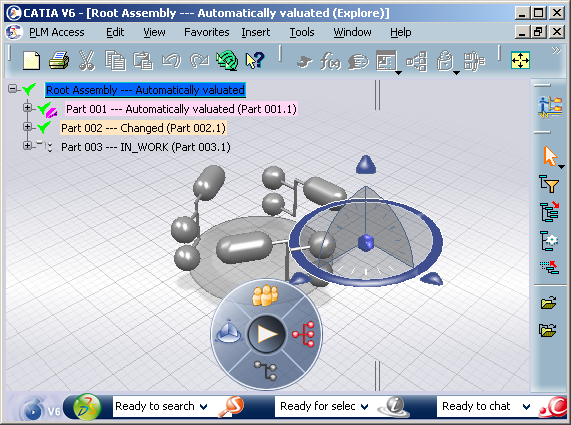 CATIA V6 - [Root Assembly --- Automatically valuated (Explore)]
PLM Access Edit View Favorites Insert Tools Window Help
f(x)
Root Assembly --- Automatically valuated
Part 001 --- Automatically valuated (Part 001.1)
Part 002 --- Changed (Part 002.1)
Part 003 --- IN_WORK (Part 003.1)
V6 Ready to search Ready for selec Ready to chat